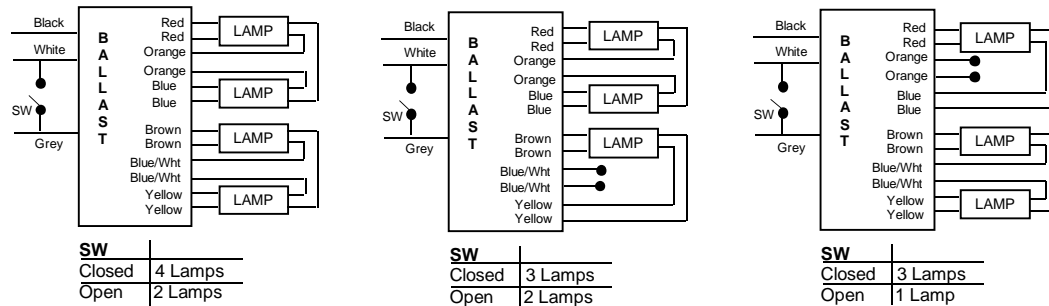 Black
White
SW
Grey
BALLAST
Red
Red
Orange
Orange
Blue
Blue
Brown
Brown
Blue/Wht
Blue/Wht
Yellow
Yellow
LAMP
LAMP
LAMP
LAMP
SW
Closed 4 Lamps
Open 2 Lamps
Black
White
SW
Grey
BALLAST
Red
Red
Orange
Orange
Blue
Blue
Brown
Brown
Blue/Wht
Blue/Wht
Yellow
Yellow
LAMP
LAMP
LAMP
SW
Closed 3 Lamps
Open 2 Lamps
Black
White
SW
Grey
BALLAST
Red
Red
Orange
Orange
Blue
Blue
Brown
Brown
Blue/Wht
Blue/Wht
Yellow
Yellow
LAMP
LAMP
LAMP
SW
Closed 3 Lamps
Open 1 Lamp